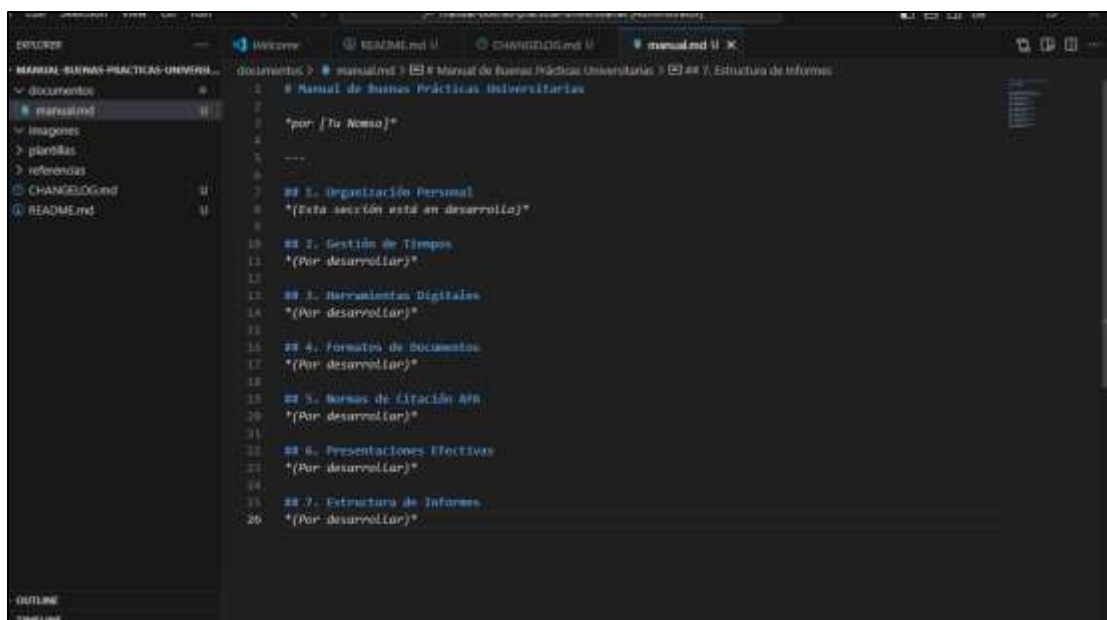 EXPLORER
Welcome
README.md U
CHANGELOG.md U
manual.md U
MANUAL-BUENAS-PRACTICAS-UNIVERSI...
documentos > manual.md > # Manual de Buenas Prácticas Universitarias > ## 7. Estructura de Informes
documentos
manual.md U
imagenes
plantillas
referencias
CHANGELOG.md U
README.md U
1 # Manual de Buenas Prácticas Universitarias
2
3 *por [Tu Nombre]*
4
5 ---
6
7 ## 1. Organización Personal
8 *(Esta sección está en desarrollo)*
9
10 ## 2. Gestión de Tiempos
11 *(Por desarrollar)*
12
13 ## 3. Herramientas Digitales
14 *(Por desarrollar)*
15
16 ## 4. Formatos de Documentos
17 *(Por desarrollar)*
18
19 ## 5. Normas de Citación APA
20 *(Por desarrollar)*
21
22 ## 6. Presentaciones Efectivas
23 *(Por desarrollar)*
24
25 ## 7. Estructura de Informes
26 *(Por desarrollar)*
OUTLINE
TIMELINE